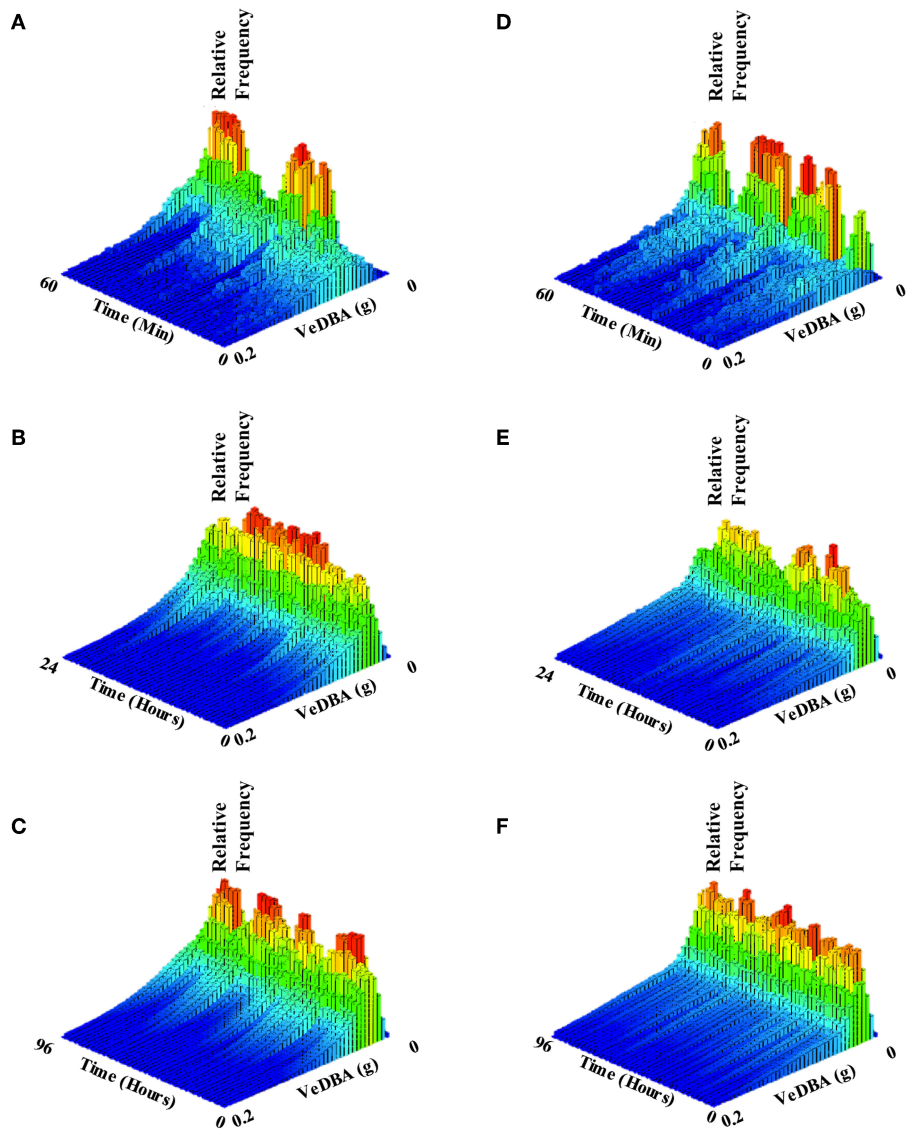 A
Relative
Frequency
60
Time (Min)
0
0.2
VeDBA (g)
0
D
Relative
Frequency
60
Time (Min)
0
0.2
VeDBA (g)
0
B
Relative
Frequency
24
Time (Hours)
0
0.2
VeDBA (g)
0
E
Relative
Frequency
24
Time (Hours)
0
0.2
VeDBA (g)
0
C
Relative
Frequency
96
Time (Hours)
0
0.2
VeDBA (g)
0
F
Relative
Frequency
96
Time (Hours)
0
0.2
VeDBA (g)
0